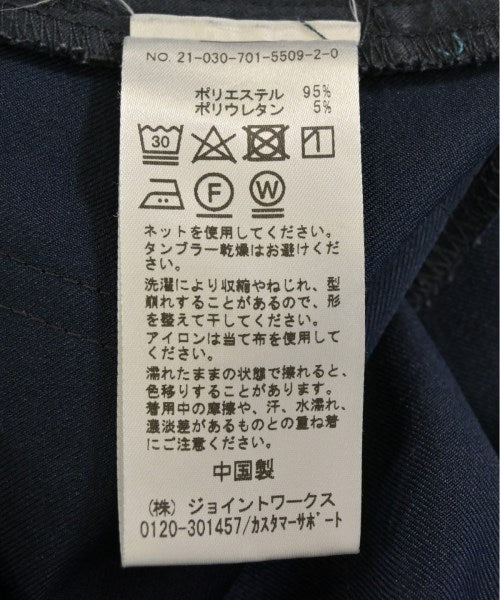 NO. 21-030-701-5509-2-0
ポリエステル 95%
ポリウレタン 5%
30
F W
ネットを使用してください。
タンブラー乾燥はお避けくだ
さい。
洗濯により収縮やねじれ、型
崩れすることがあるので、形
を整えて干してください。
アイロンは当て布を使用して
ください。
濡れたままの状態で擦れると、
色移りすることがあります。
着用中の摩擦や、汗、水濡れ、
濃淡差があるものとの重ね着
にご注意ください。
中国製
(株) ジョイントワークス
0120-301457/カスタマーサポート